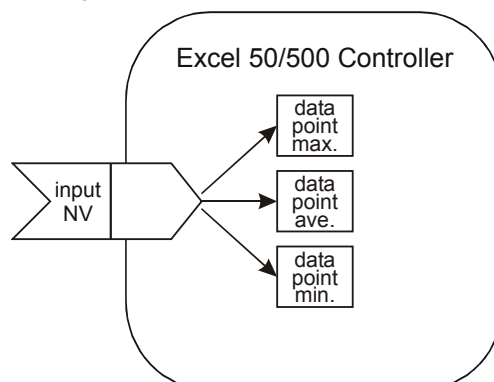 Excel 50/500 Controller
data
point
max.
input
NV
data
point
ave.
data
point
min.